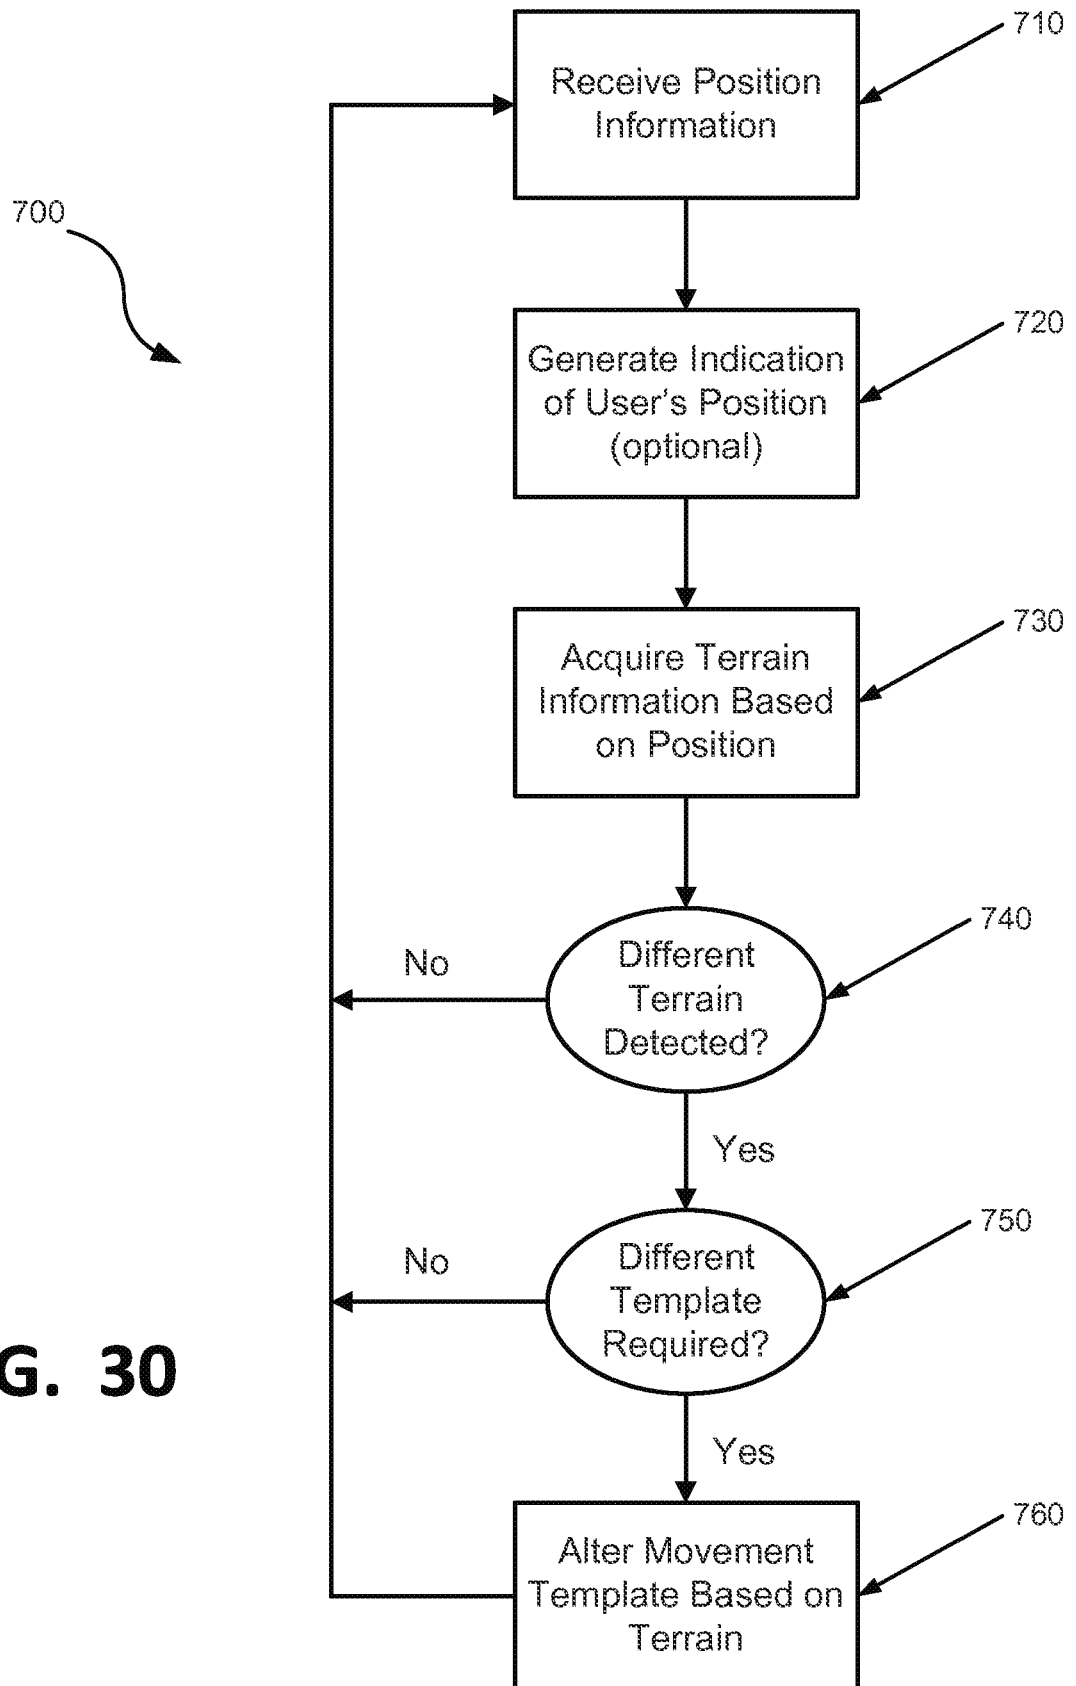 710
Receive Position
Information
700
720
Generate Indication
of User's Position
(optional)
730
Acquire Terrain
Information Based
on Position
740
No
Different
Terrain
Detected?
Yes
750
No
Different
Template
Required?
G. 30
Yes
760
Alter Movement
Template Based on
Terrain